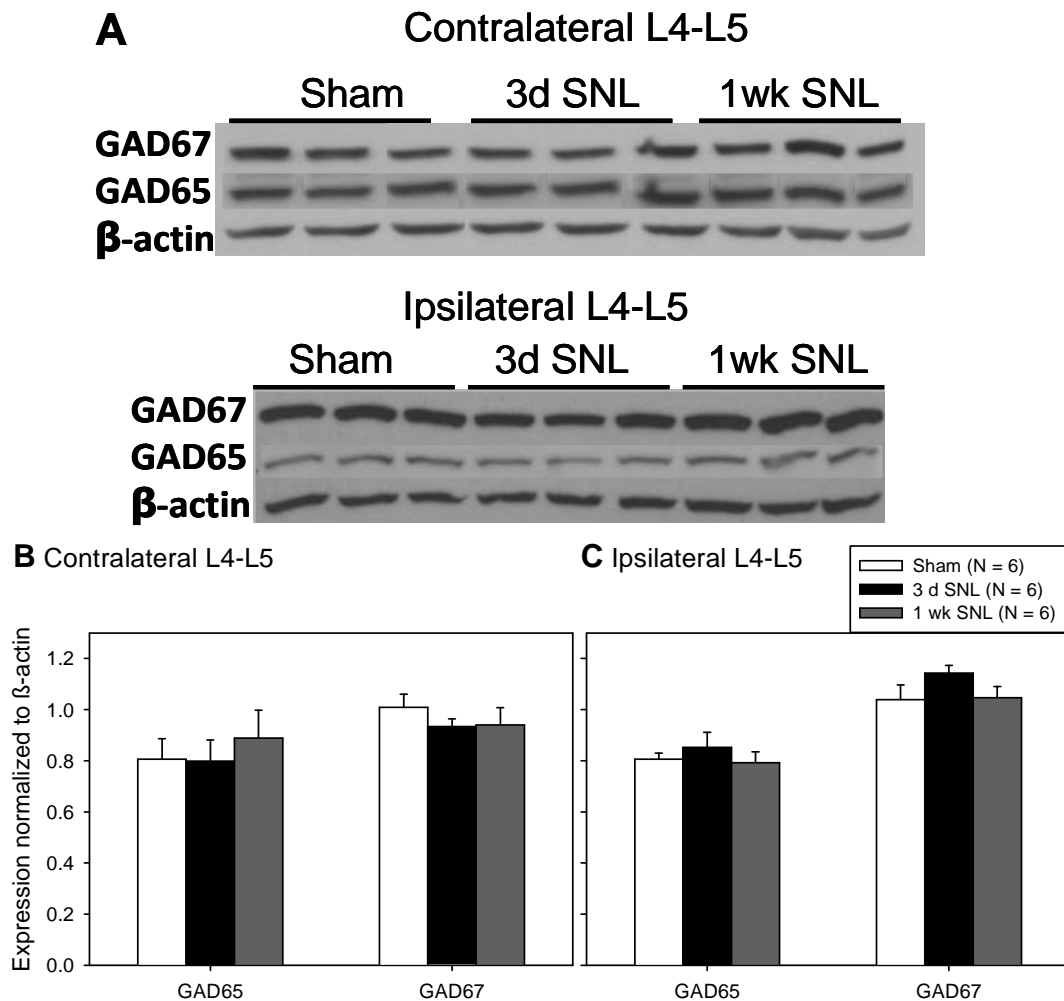 A
Contralateral L4-L5
Sham 3d SNL 1wk SNL
GAD67
GAD65
β-actin
Ipsilateral L4-L5
Sham 3d SNL 1wk SNL
GAD67
GAD65
β-actin
B Contralateral L4-L5
C Ipsilateral L4-L5
Sham (N = 6)
3 d SNL (N = 6)
1 wk SNL (N = 6)
Expression normalized to ß-actin
1.2
1.0
0.8
0.6
0.4
0.2
0.0
GAD65 GAD67 GAD65 GAD67